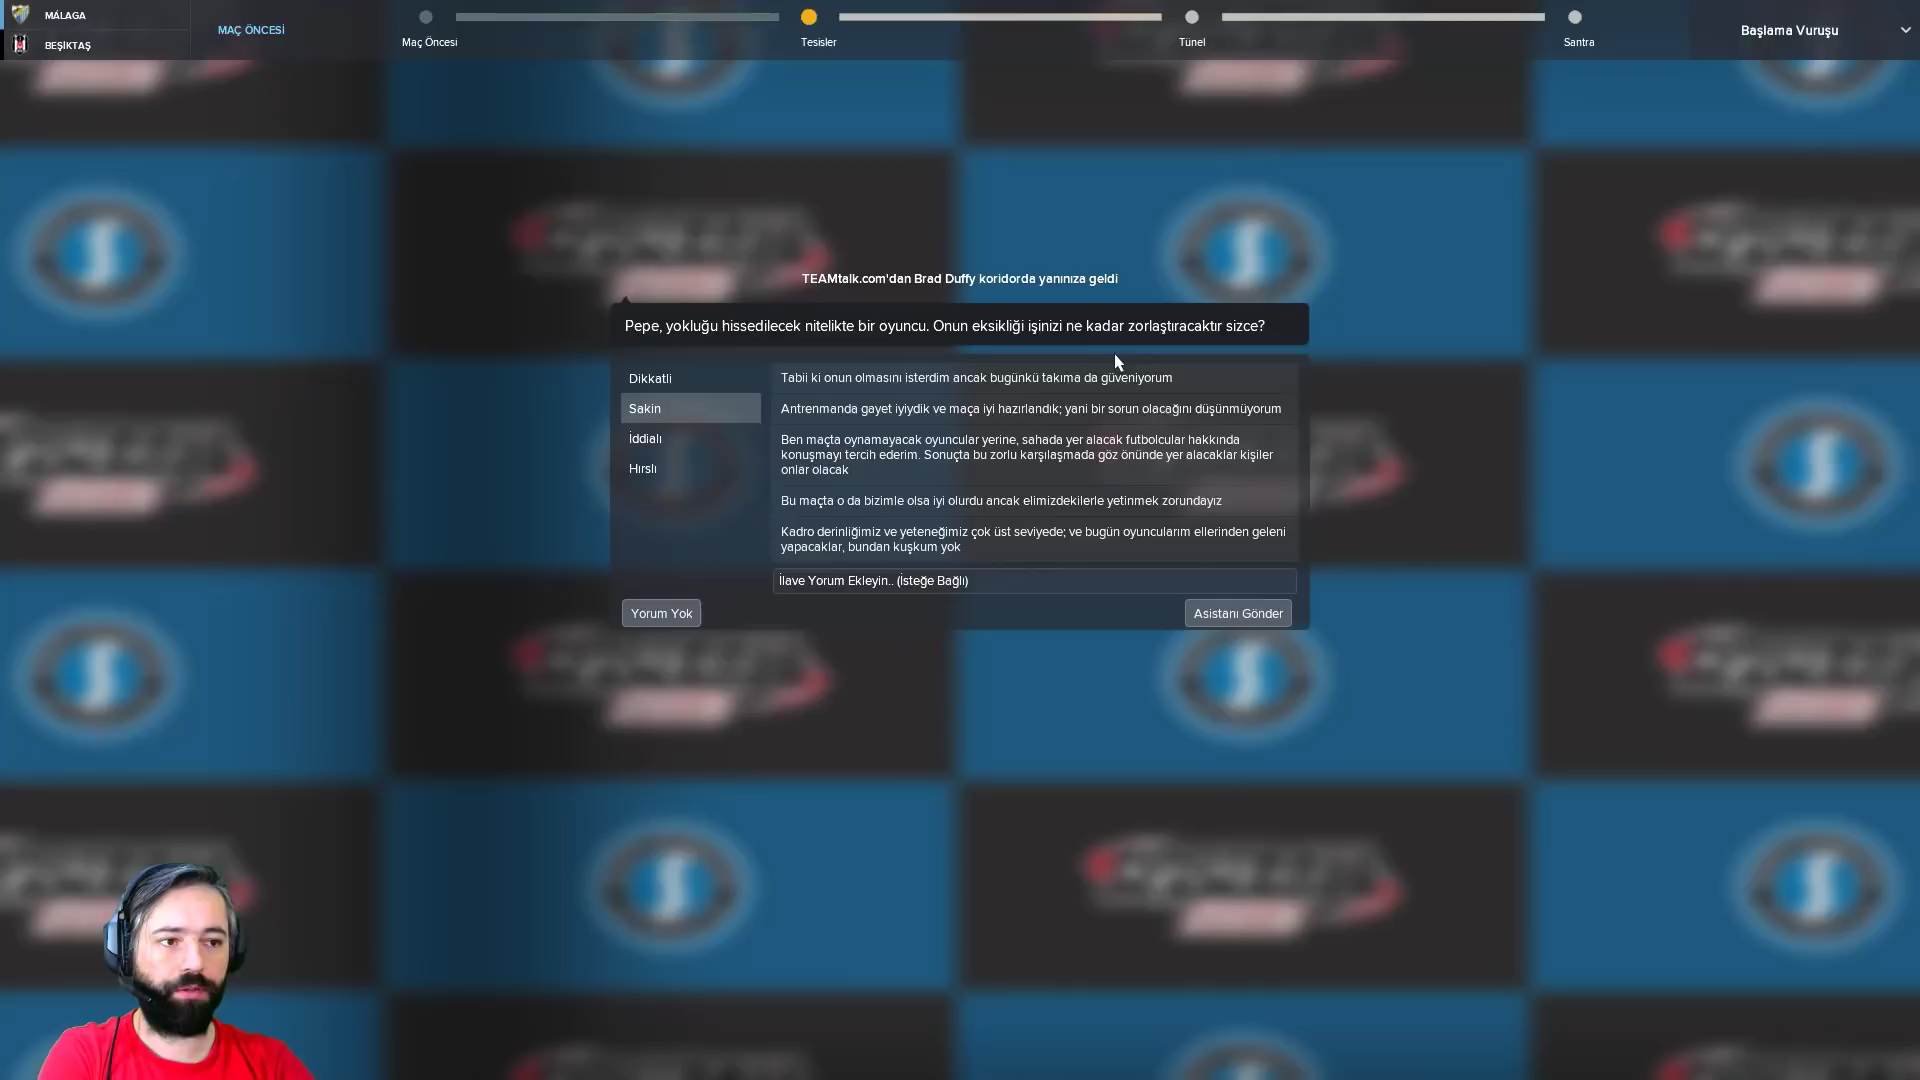 MÁLAGA
BEŞİKTAŞ
MAÇ ÖNCESİ
Maç Öncesi
Tesisler
Tünel
Santra
Başlama Vuruşu
TEAMtalk.com'dan Brad Duffy koridorda yanınıza geldi
Pepe, yokluğu hissedilecek nitelikte bir oyuncu. Onun eksikliği işinizi ne kadar zorlaştıracaktır sizce?
Dikkatli
Sakin
İddialı
Hırslı
Tabii ki onun olmasını isterdim ancak bugünkü takıma da güveniyorum
Antrenmanda gayet iyiydik ve maça iyi hazırlandık; yani bir sorun olacağını düşünmüyorum
Ben maçta oynamayacak oyuncular yerine, sahada yer alacak futbolcular hakkında
konuşmayı tercih ederim. Sonuçta bu zorlu karşılaşmada göz önünde yer alacaklar kişiler
onlar olacak
Bu maçta o da bizimle olsa iyi olurdu ancak elimizdekilerle yetinmek zorundayız
Kadro derinliğimiz ve yeteneğimiz çok üst seviyede; ve bugün oyuncularım ellerinden geleni
yapacaklar, bundan kuşkum yok
İlave Yorum Ekleyin.. (İsteğe Bağlı)
Yorum Yok
Asistanı Gönder